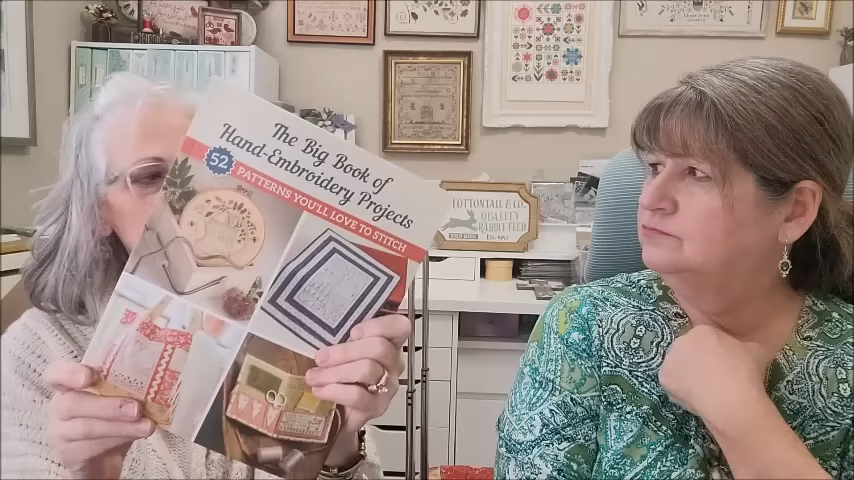 The Big Book of
Hand-Embroidery Projects
52 PATTERNS YOU'LL LOVE TO STITCH
COTTONTAIL & CO.
QUALITY
RABBIT FEED